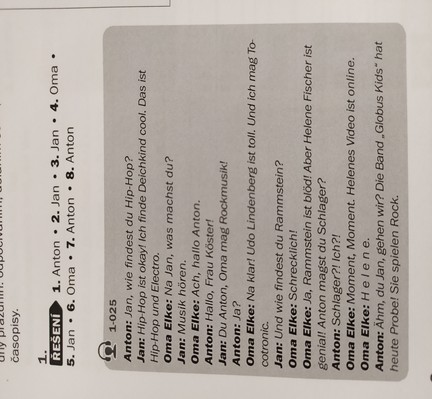 časopisy.
1.
ŘEŠENÍ 1. Anton • 2. Jan • 3. Jan • 4. Oma •
5. Jan • 6. Oma • 7. Anton • 8. Anton
1·025
Anton: Jan, wie findest du Hip-Hop?
Jan: Hip-Hop ist okay! Ich finde Deichkind cool. Das ist
Hip-Hop und Electro.
Oma Elke: Na Jan, was machst du?
Jan: Musik hören.
Oma Elke: Ach, hallo Anton.
Anton: Hallo, Frau Köster!
Jan: Du Anton, Oma mag Rockmusik!
Anton: Ja?
Oma Elke: Na klar! Udo Lindenberg ist toll. Und ich mag To-
cotronic.
Jan: Und wie findest du Rammstein?
Oma Elke: Schrecklich!
Oma Elke: Ja, Rammstein ist blöd! Aber Helene Fischer ist
genial! Anton magst du Schlager?
Anton: Schlager?! Ich?!
Oma Elke: Moment, Moment. Helenes Video ist online.
Oma Elke: H e l e n e.
Anton: Ähm, du Jan, gehen wir? Die Band „Globus Kids" hat
heute Probe! Sie spielen Rock.